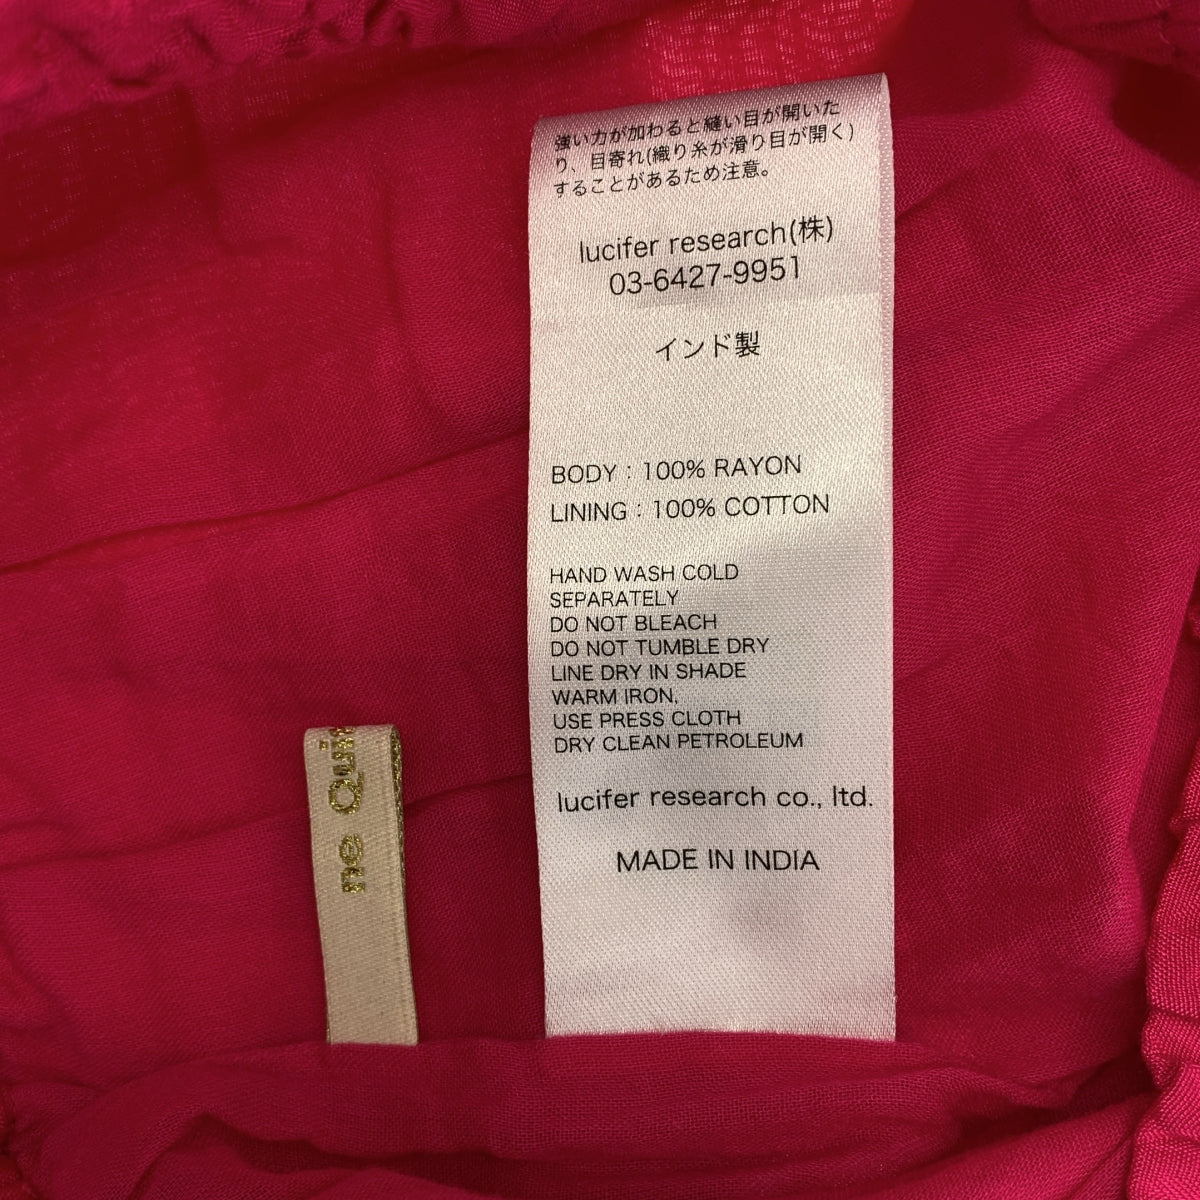 強い力が加わると縫い目が開いた
り、目寄れ(織り糸が滑り目が開く)
することがあるため注意。
lucifer research(株)
03-6427-9951
インド製
BODY : 100% RAYON
LINING : 100% COTTON
HAND WASH COLD
SEPARATELY
DO NOT BLEACH
DO NOT TUMBLE DRY
LINE DRY IN SHADE
WARM IRON,
USE PRESS CLOTH
DRY CLEAN PETROLEUM
lucifer research co., ltd.
MADE IN INDIA
ne